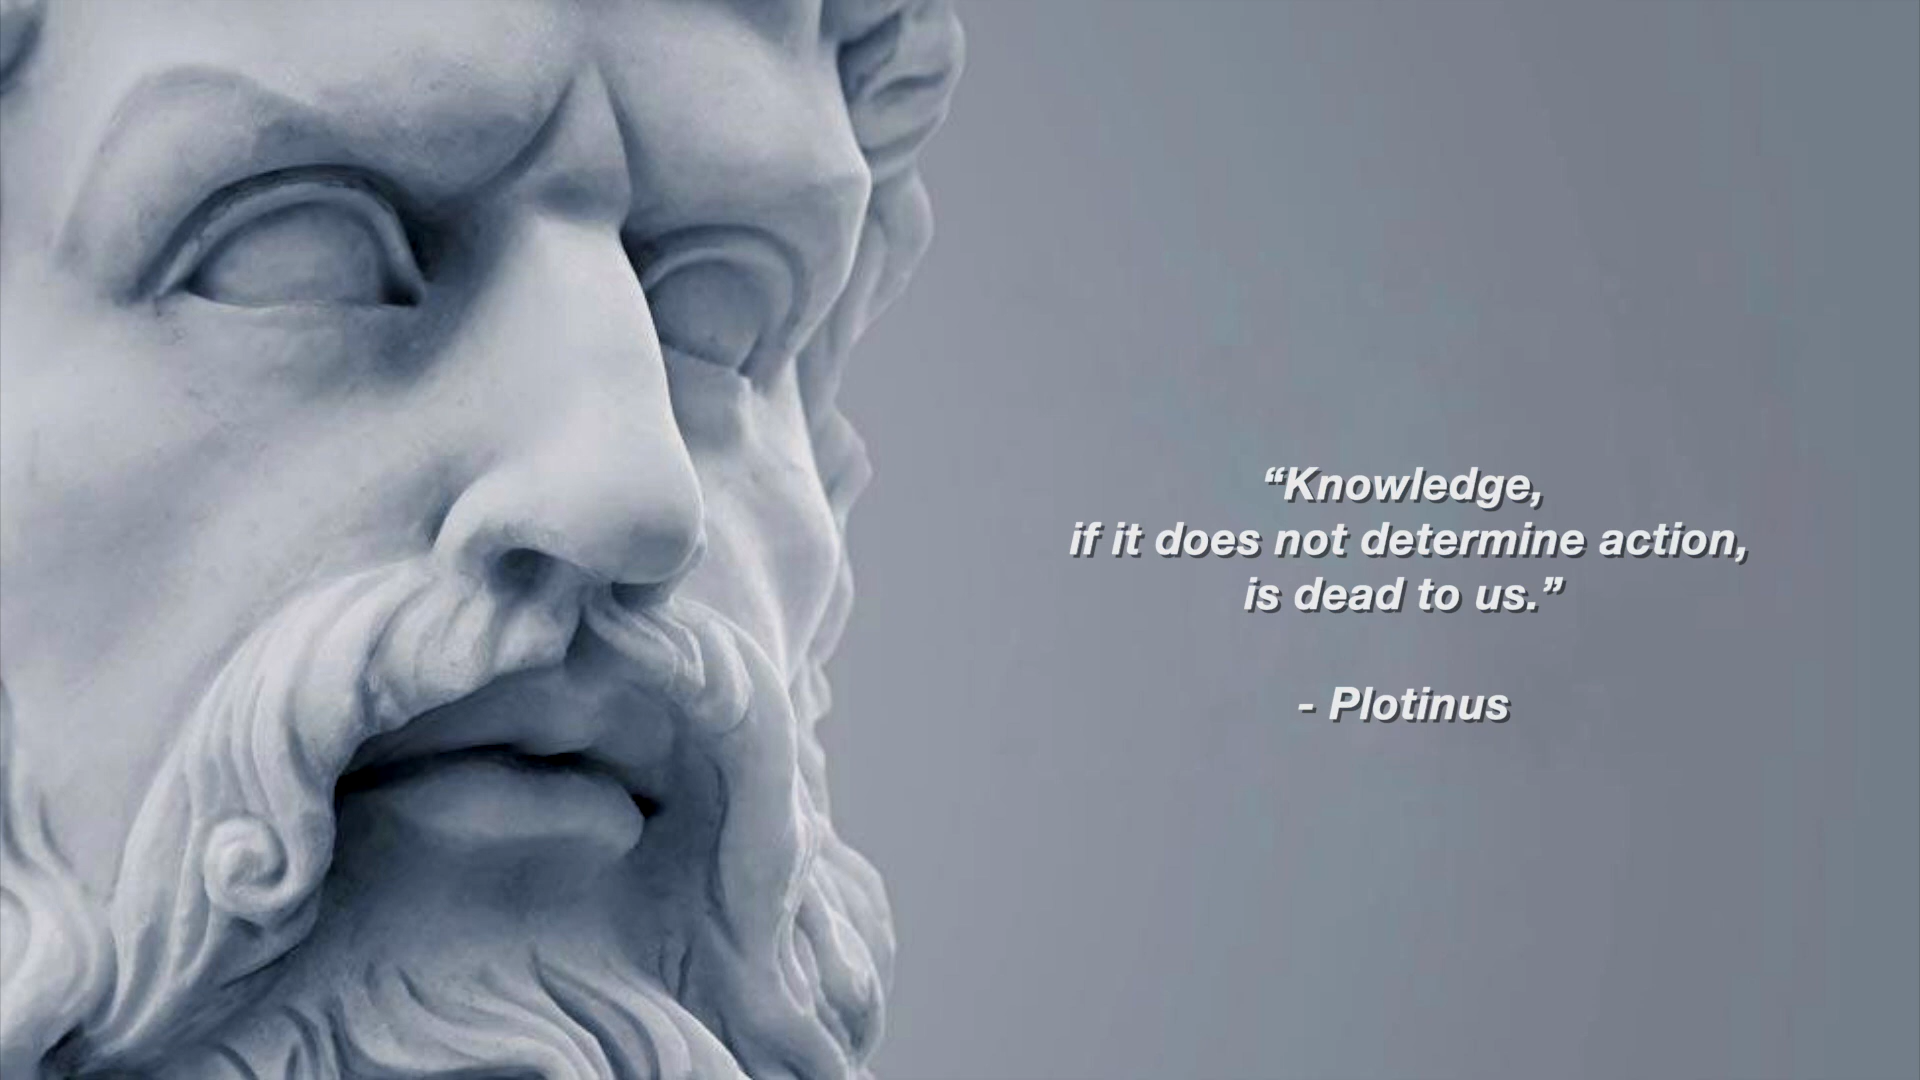 “Knowledge,
if it does not determine action,
is dead to us.”
- Plotinus